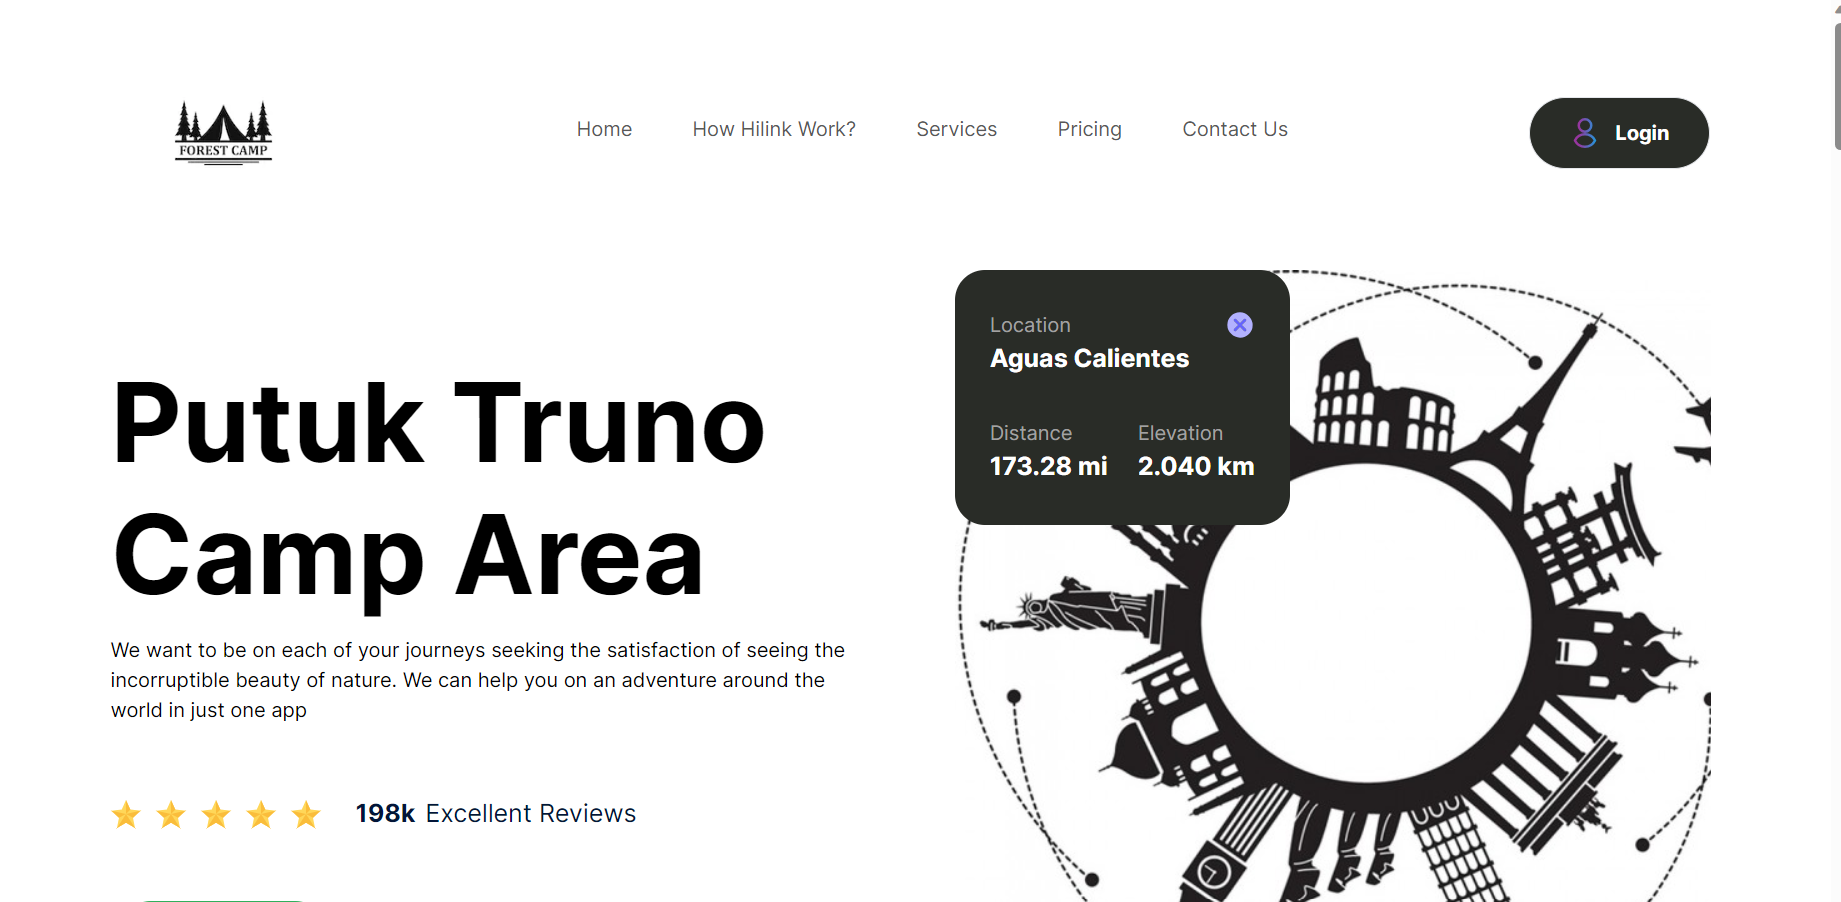 FOREST CAMP
Home
How Hilink Work?
Services
Pricing
Contact Us
Login
Putuk Truno
Camp Area
We want to be on each of your journeys seeking the satisfaction of seeing the
incorruptible beauty of nature. We can help you on an adventure around the
world in just one app
198k Excellent Reviews
Location
Aguas Calientes
Distance
173.28 mi
Elevation
2.040 km